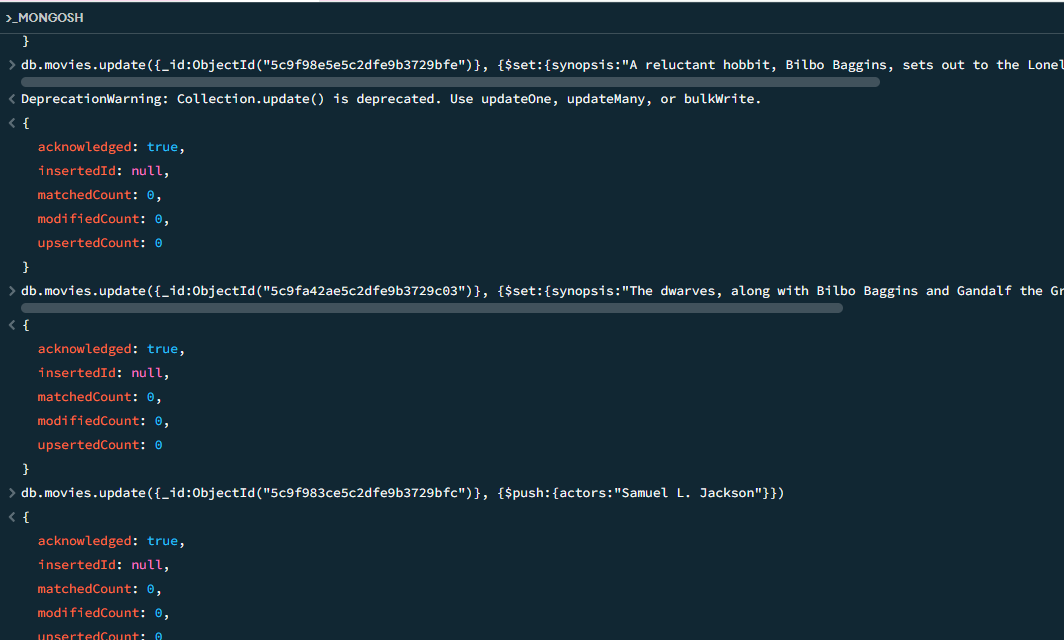 >_MONGOSH
}
> db.movies.update({_id:ObjectId("5c9f98e5e5c2dfe9b3729bfe")}, {$set:{synopsis:"A reluctant hobbit, Bilbo Baggins, sets out to the Lonel
< DeprecationWarning: Collection.update() is deprecated. Use updateOne, updateMany, or bulkWrite.
< {
acknowledged: true,
insertedId: null,
matchedCount: 0,
modifiedCount: 0,
upsertedCount: 0
}
> db.movies.update({_id:ObjectId("5c9fa42ae5c2dfe9b3729c03")}, {$set:{synopsis:"The dwarves, along with Bilbo Baggins and Gandalf the Gr
< {
acknowledged: true,
insertedId: null,
matchedCount: 0,
modifiedCount: 0,
upsertedCount: 0
}
> db.movies.update({_id:ObjectId("5c9f983ce5c2dfe9b3729bfc")}, {$push:{actors:"Samuel L. Jackson"}})
< {
acknowledged: true,
insertedId: null,
matchedCount: 0,
modifiedCount: 0,
upsertedCount: 0